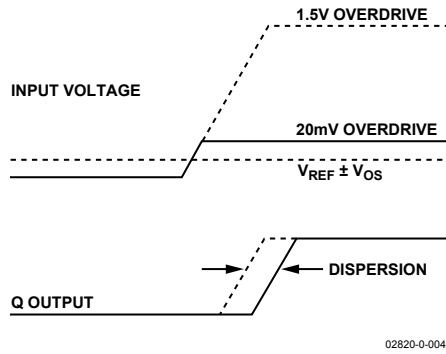 1.5V OVERDRIVE
INPUT VOLTAGE
20mV OVERDRIVE
VREF ± VOS
DISPERSION
Q OUTPUT
02820-0-004